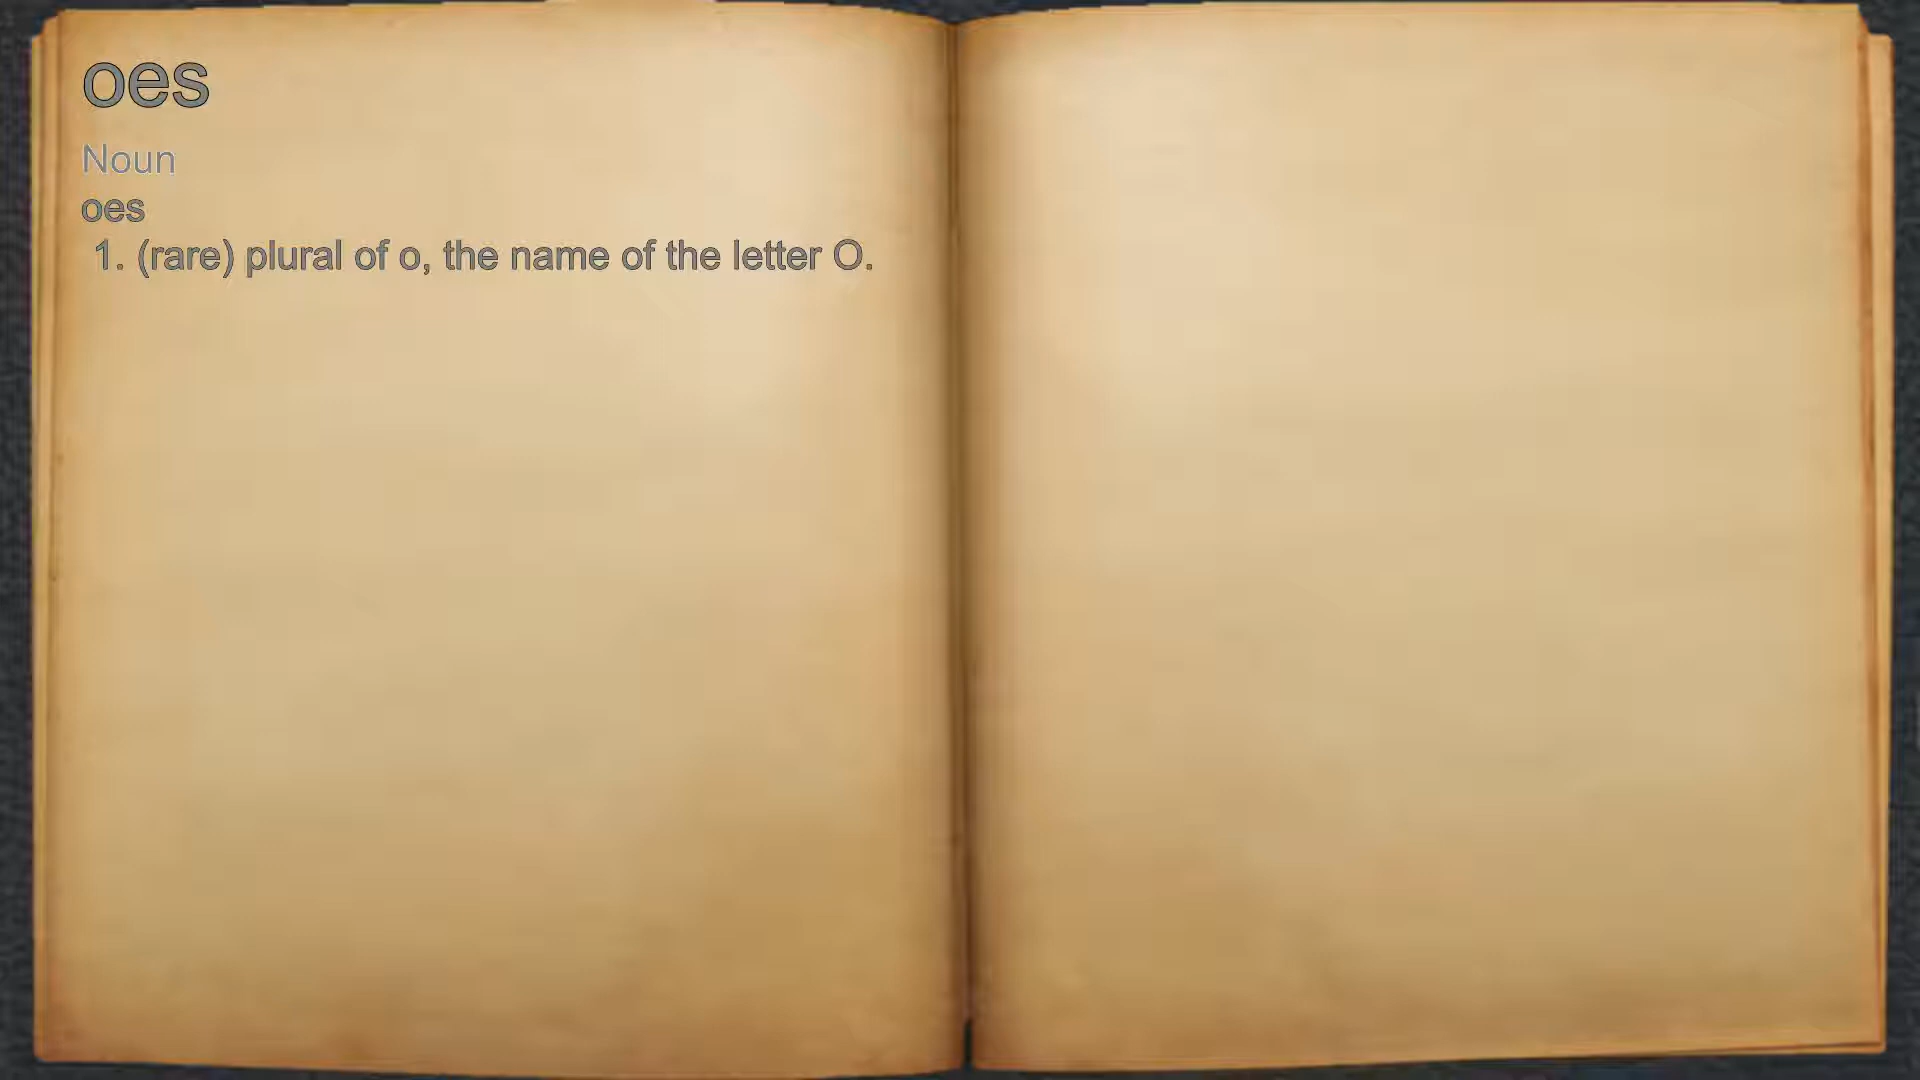 oes
Noun
oes
1. (rare) plural of o, the name of the letter O.